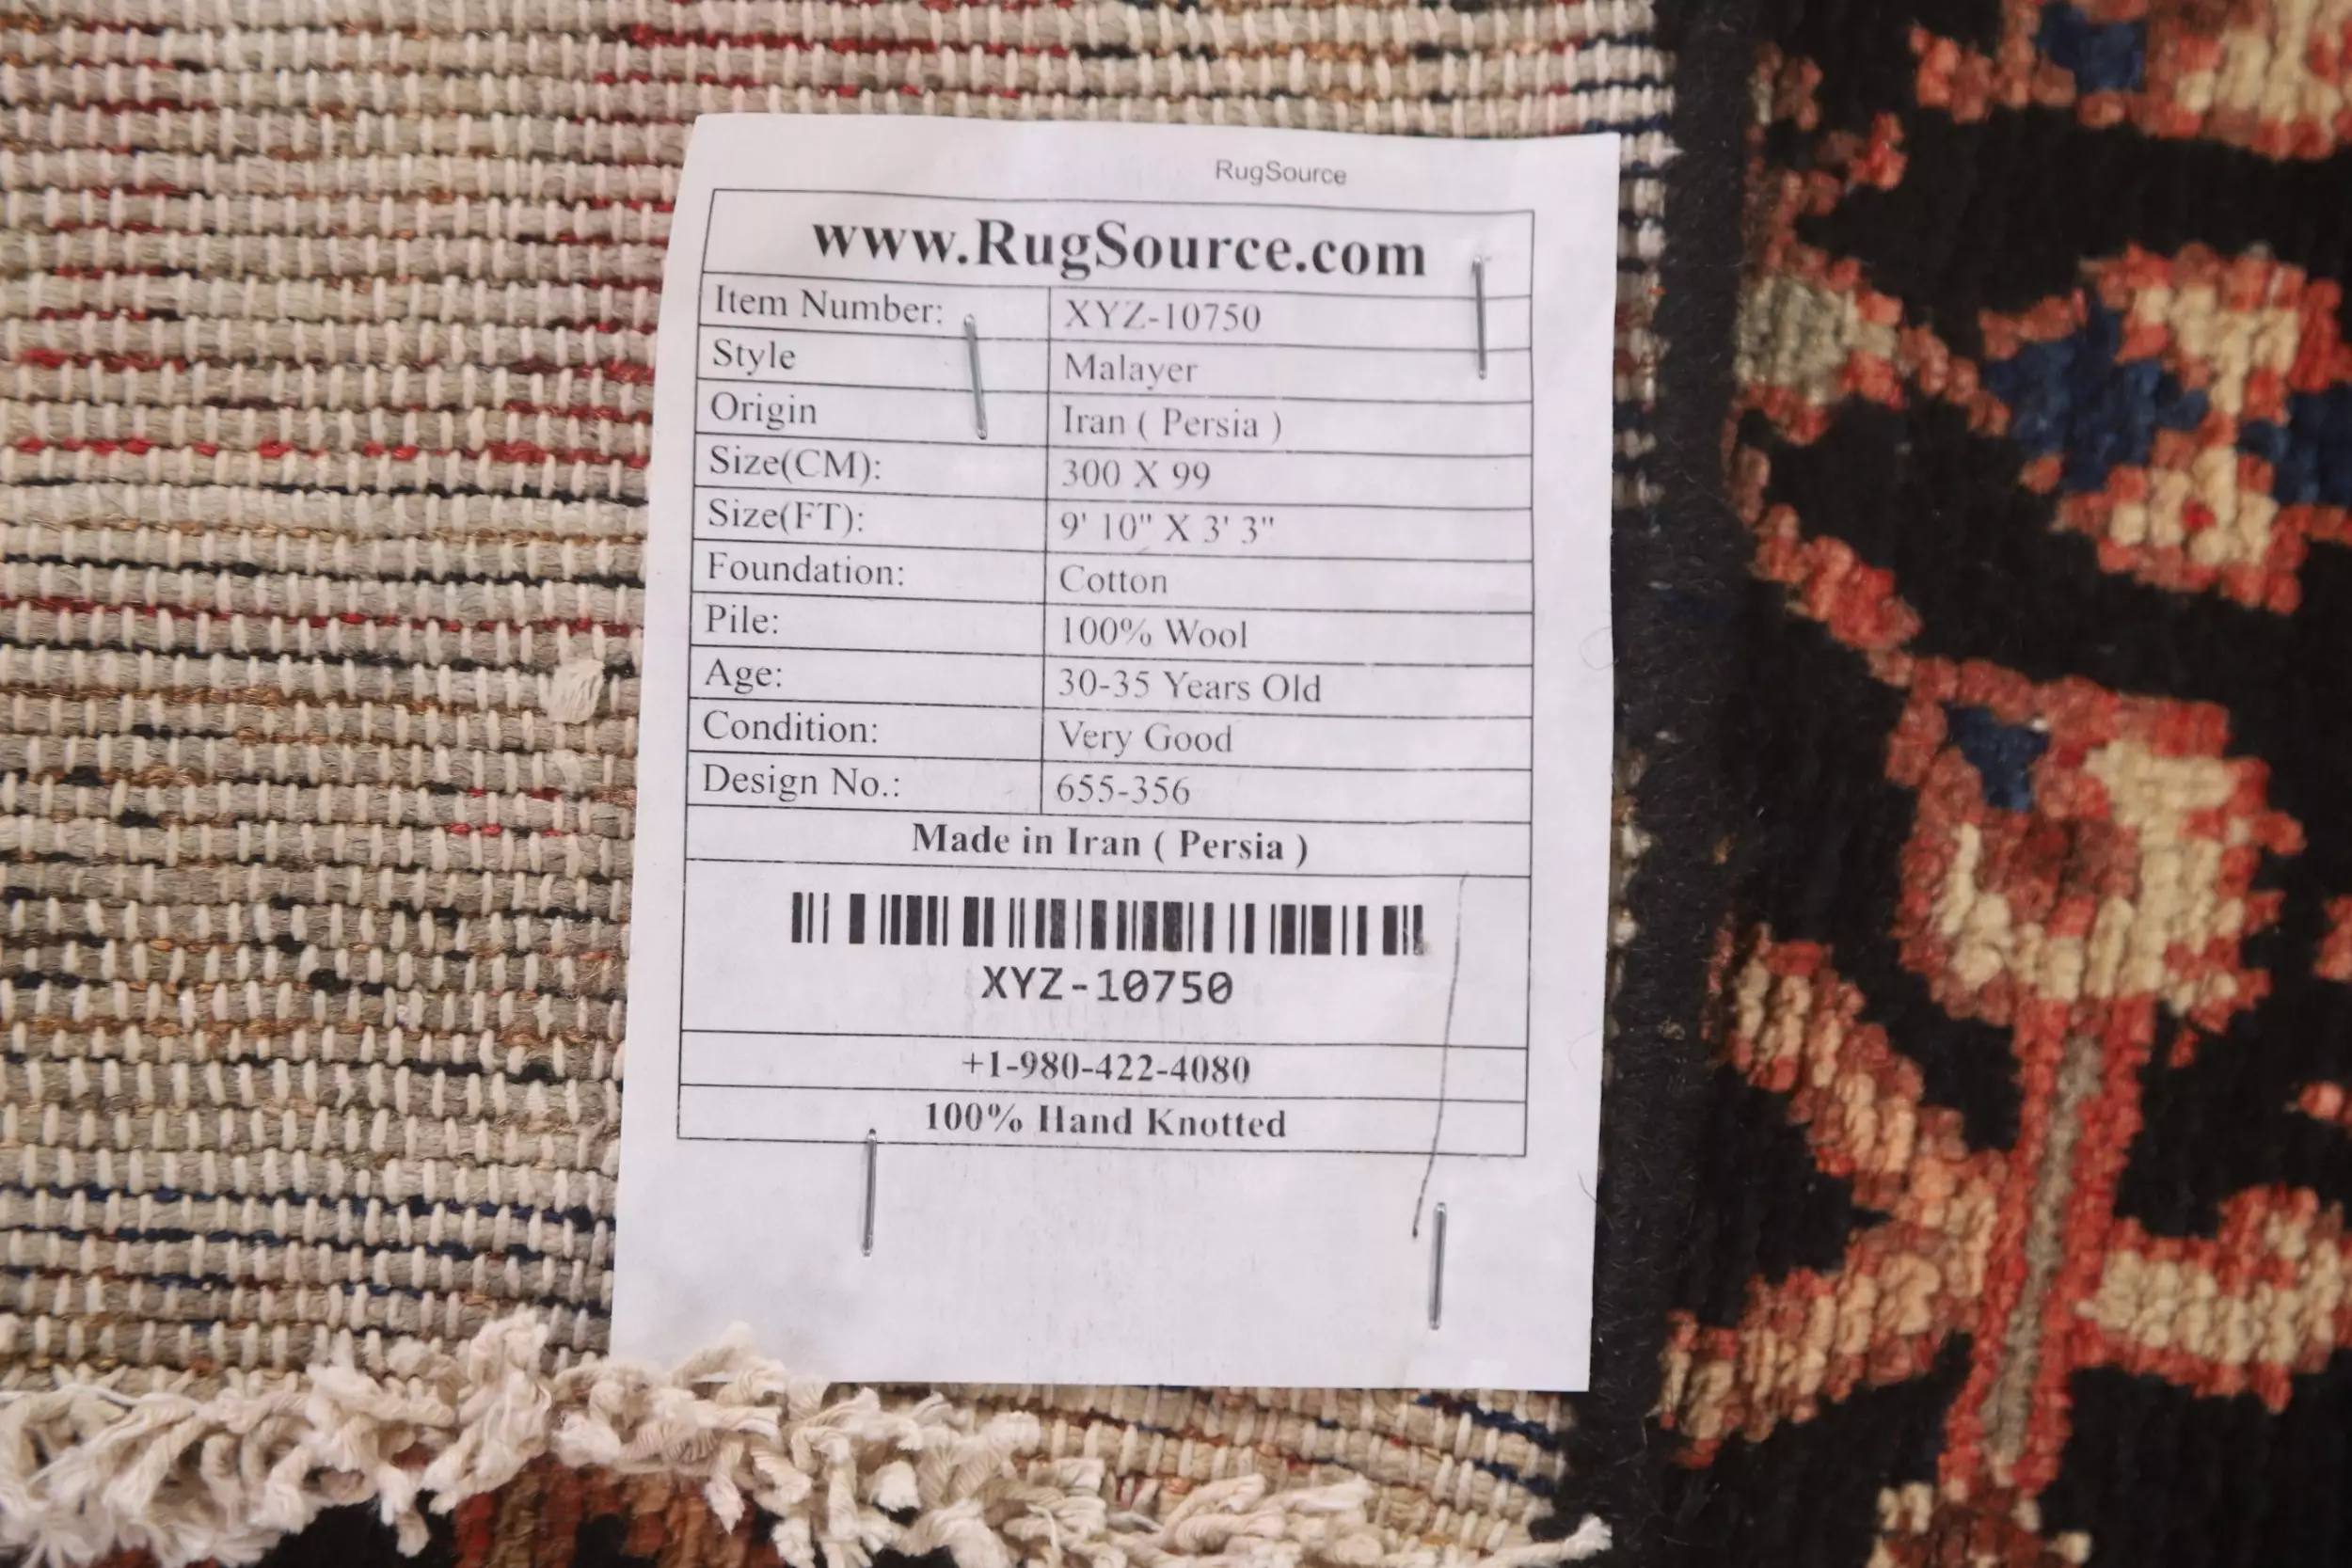 RugSource
www.RugSource.com
Item Number: XYZ-10750
Style Malayer
Origin Iran ( Persia )
Size(CM): 300 X 99
Size(FT): 9' 10" X 3' 3"
Foundation: Cotton
Pile: 100% Wool
Age: 30-35 Years Old
Condition: Very Good
Design No.: 655-356
Made in Iran ( Persia )
XYZ-10750
+1-980-422-4080
100% Hand Knotted